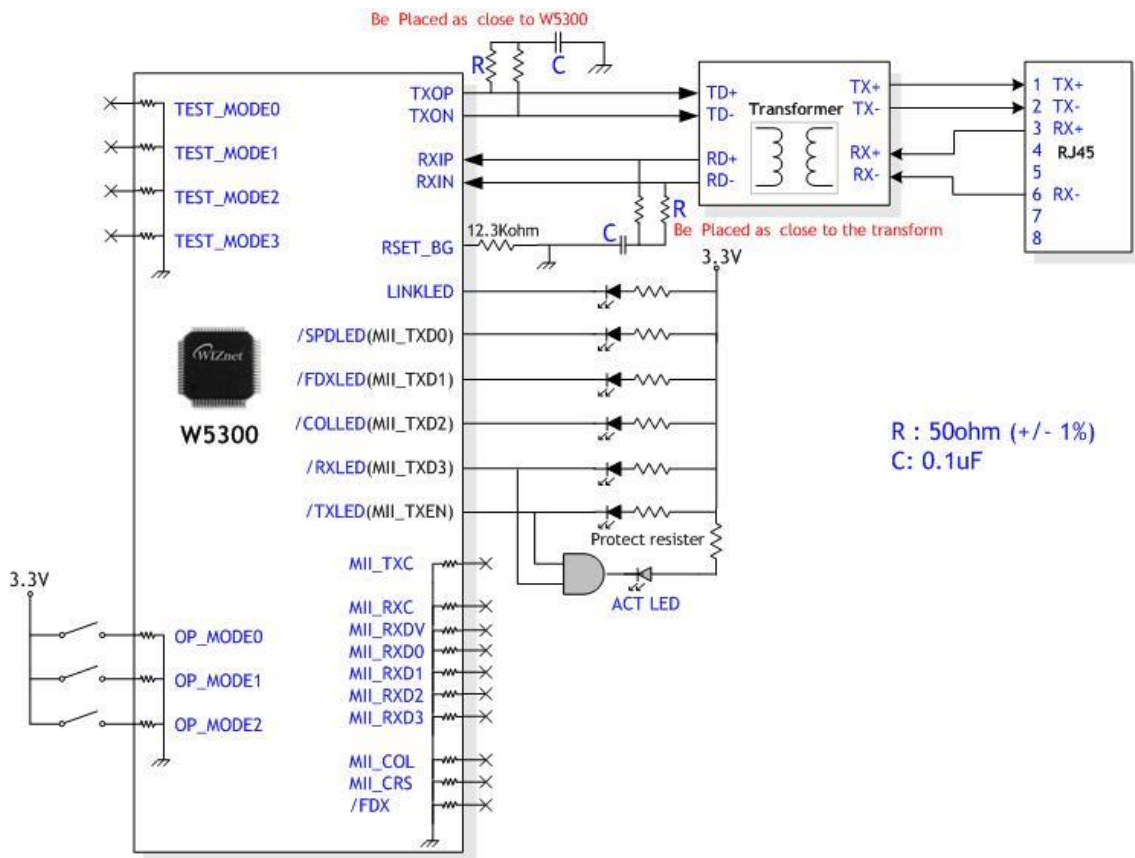 Be Placed as close to W5300
R
C
TXOP
TXON
RXIP
RXIN
RSET_BG
12.3Kohm
LINKLED
/SPDLED(MII_TXD0)
/FDXLED(MII_TXD1)
/COLLED(MII_TXD2)
/RXLED(MII_TXD3)
/TXLED(MII_TXEN)
MII_TXC
MII_RXC
MII_RXDV
MII_RXD0
MII_RXD1
MII_RXD2
MII_RXD3
MII_COL
MII_CRS
/FDX
TEST_MODE0
TEST_MODE1
TEST_MODE2
TEST_MODE3
WIZnet
W5300
3.3V
OP_MODE0
OP_MODE1
OP_MODE2
TD+
TD-
RD+
RD-
Transformer
TX+
TX-
RX+
RX-
1 TX+
2 TX-
3 RX+
4
RJ45
5
6 RX-
7
8
C
R
Be Placed as close to the transform
3.3V
Protect resister
ACT LED
R : 50ohm (+/- 1%)
C: 0.1uF